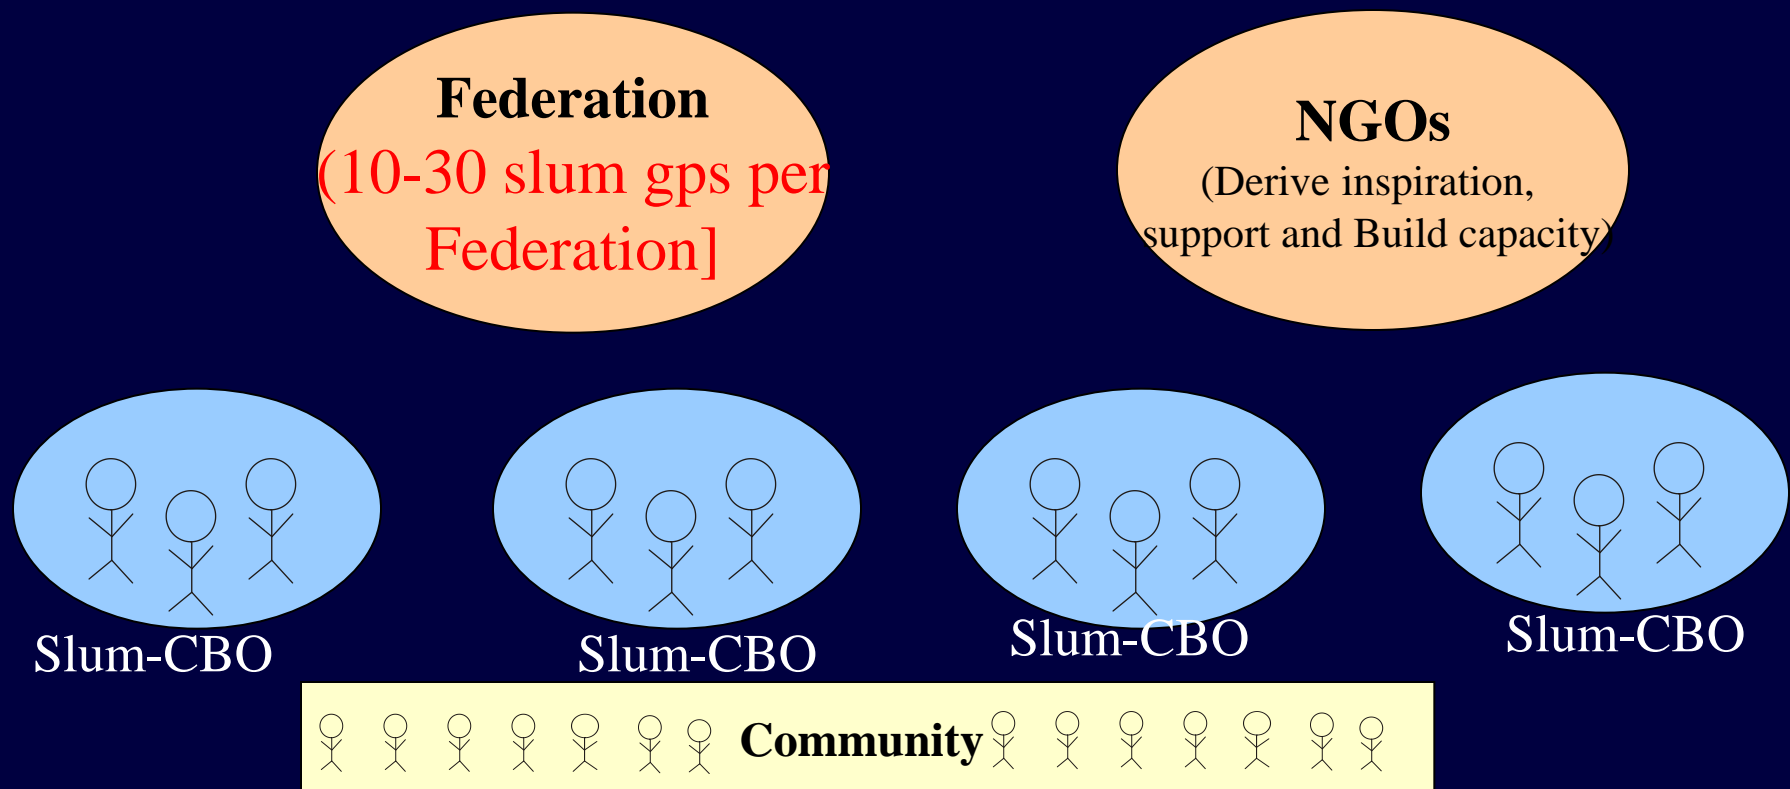 Federation
(10-30 slum gps per
Federation]
NGOs
(Derive inspiration,
support and Build capacity)
Slum-CBO
Slum-CBO
Slum-CBO
Slum-CBO
Community